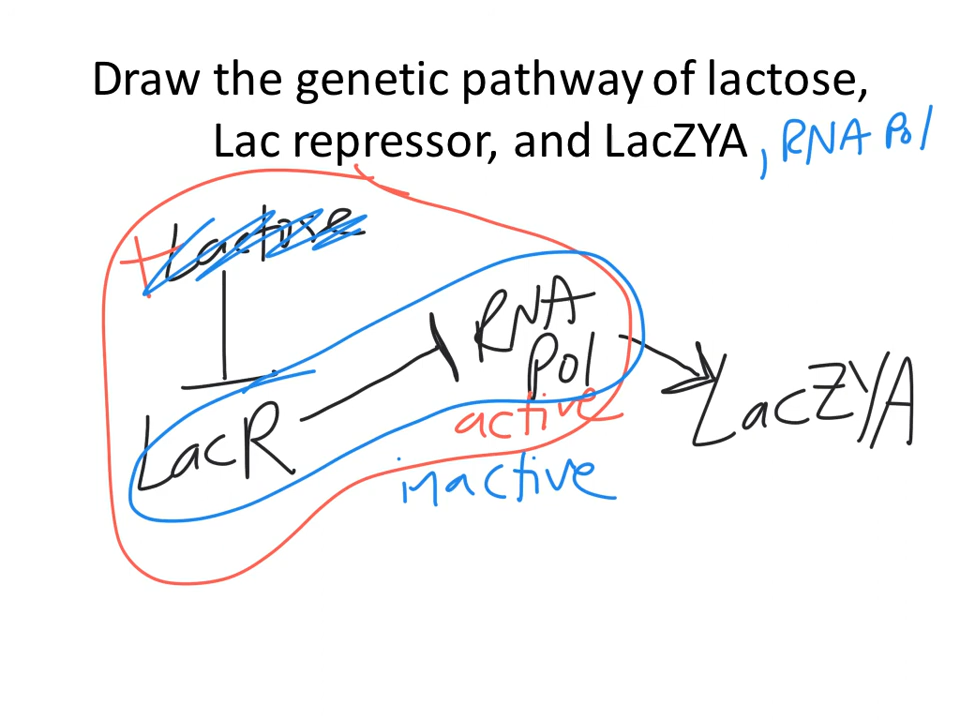 Draw the genetic pathway of lactose,
Lac repressor, and LacZYA , RNA Pol
+ Lactose
RNA
Pol
LacR
LacZYA
active
inactive